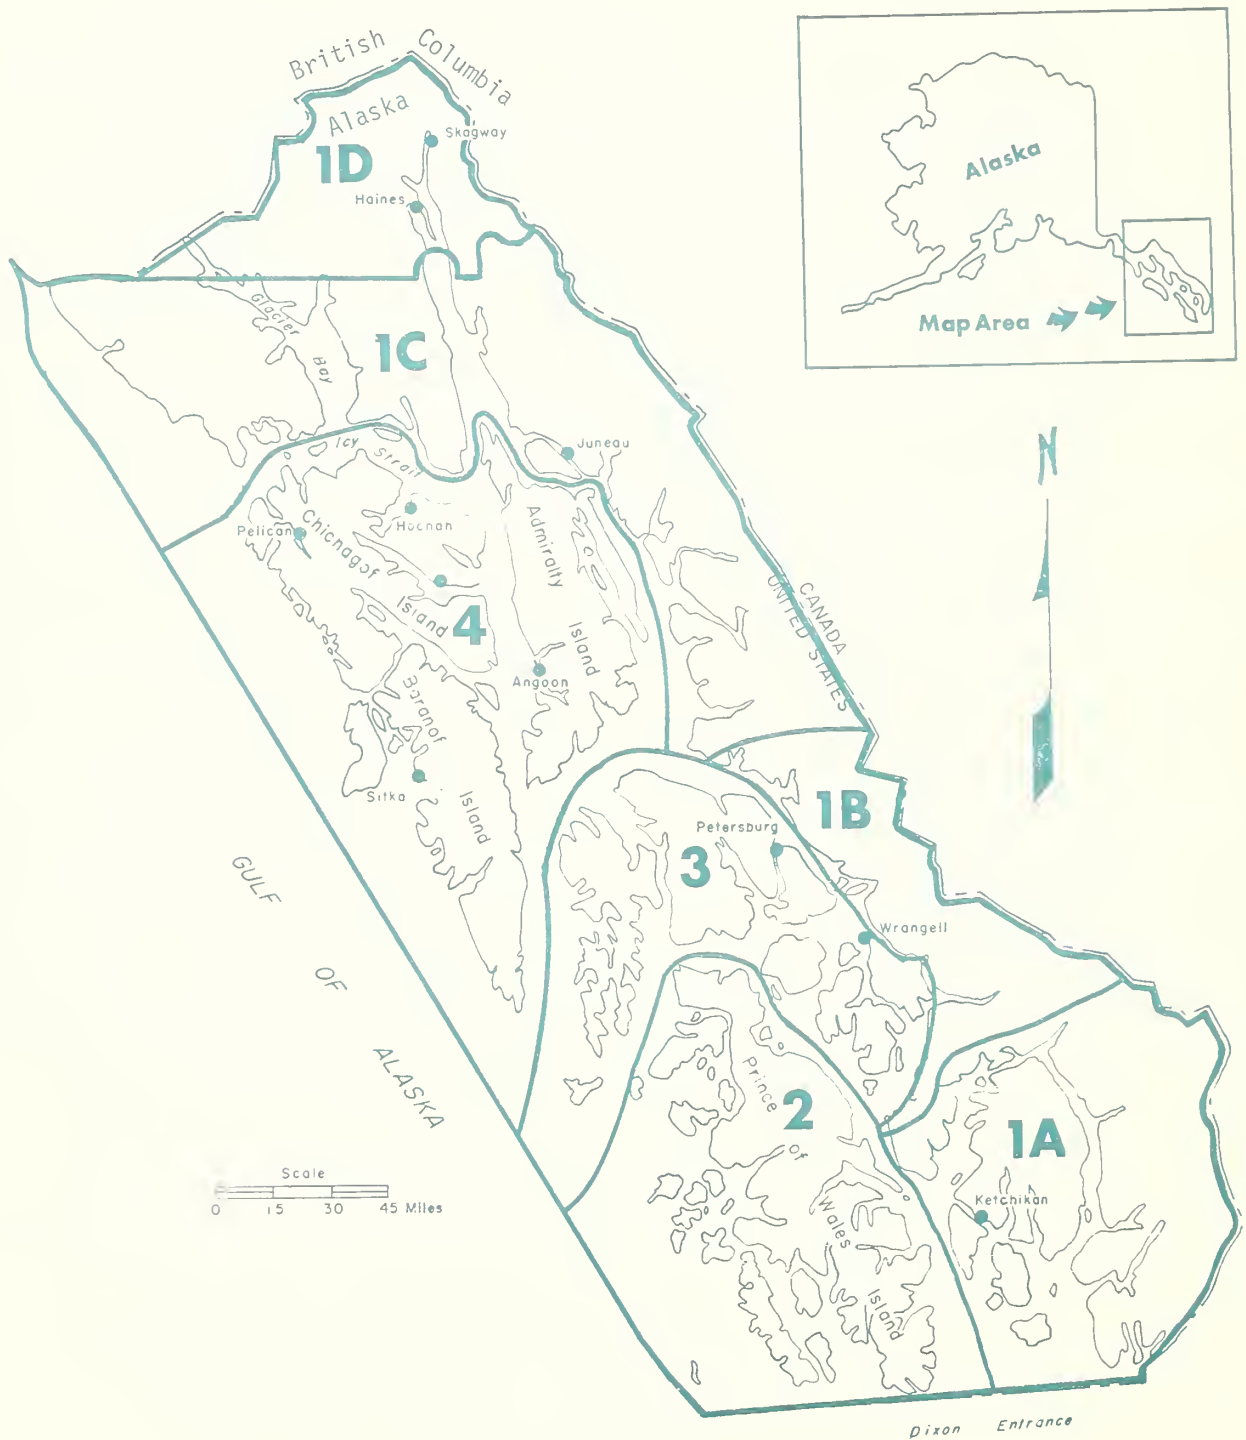 British Columbia
Alaska
1D
Skagway
Haines
Glacier
Bay
1C
Icy
Strait
Juneau
Pelican
Hoonah
Chichagof
Island
4
Admiralty
Island
Angoon
Baranof
Island
Sitka
CANADA
UNITED STATES
1B
Petersburg
3
Wrangell
GULF
OF
ALASKA
Prince
2
of
Wales
Island
1A
Ketchikan
Scale
0 15 30 45 Miles
Dixon Entrance
Alaska
Map Area
N